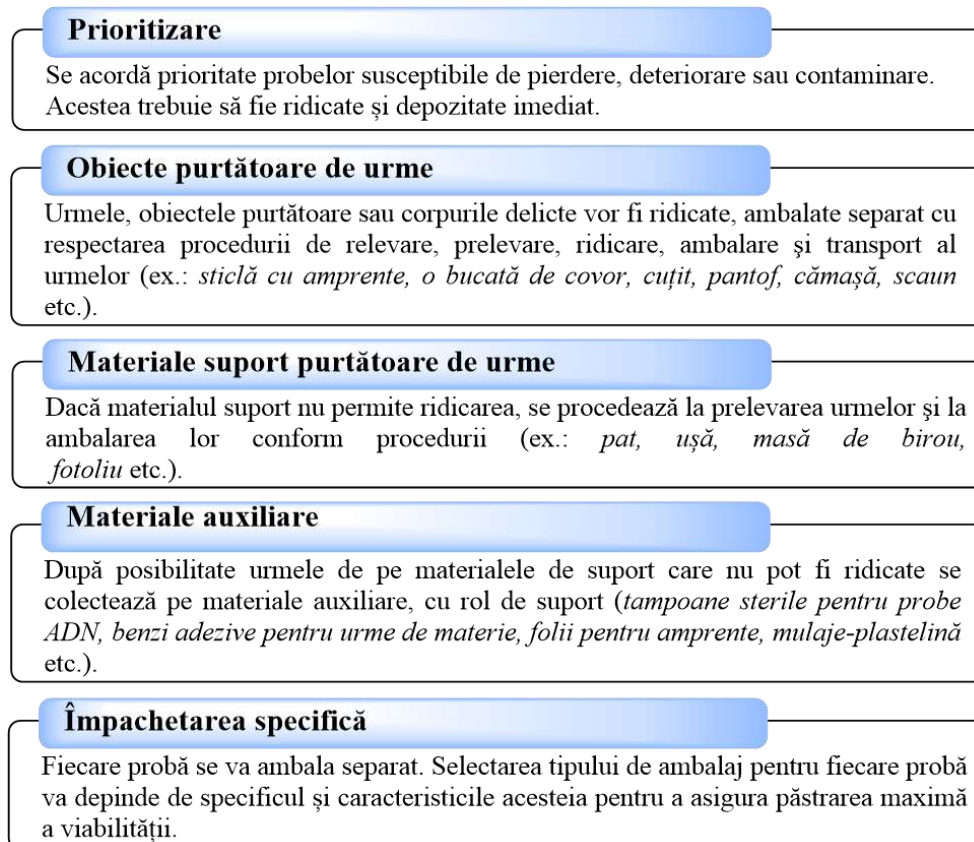 Prioritizare
Se acordă prioritate probelor susceptibile de pierdere, deteriorare sau contaminare.
Acestea trebuie să fie ridicate și depozitate imediat.
Obiecte purtătoare de urme
Urmele, obiectele purtătoare sau corpurile delicte vor fi ridicate, ambalate separat cu
respectarea procedurii de relevare, prelevare, ridicare, ambalare şi transport al
urmelor (ex.: sticlă cu amprente, o bucată de covor, cuțit, pantof, cămașă, scaun
etc.).
Materiale suport purtătoare de urme
Dacă materialul suport nu permite ridicarea, se procedează la prelevarea urmelor şi la
ambalarea lor conform procedurii (ex.: pat, ușă, masă de birou,
fotoliu etc.).
Materiale auxiliare
După posibilitate urmele de pe materialele de suport care nu pot fi ridicate se
colectează pe materiale auxiliare, cu rol de suport (tampoane sterile pentru probe
ADN, benzi adezive pentru urme de materie, folii pentru amprente, mulaje-plastelină
etc.).
Împachetarea specifică
Fiecare probă se va ambala separat. Selectarea tipului de ambalaj pentru fiecare probă
va depinde de specificul și caracteristicile acesteia pentru a asigura păstrarea maximă
a viabilității.